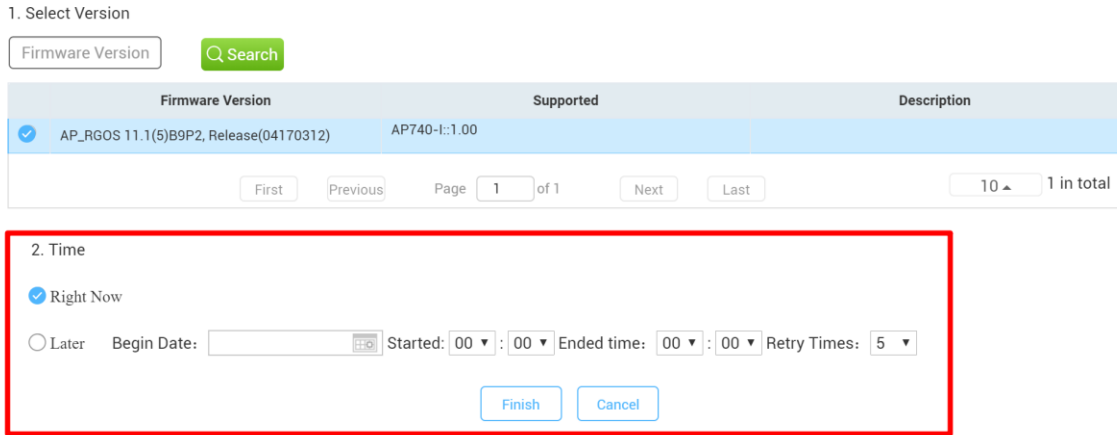 1. Select Version
Firmware Version Search
Firmware Version Supported Description
AP_RGOS 11.1(5)B9P2, Release(04170312) AP740-I::1.00
First Previous Page 1 of 1 Next Last 10 1 in total
2. Time
Right Now
Later Begin Date: Started: 00 : 00 Ended time: 00 : 00 Retry Times: 5
Finish Cancel